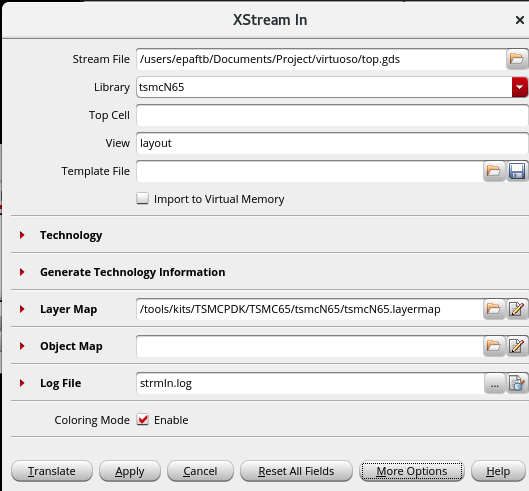 XStream In
Stream File /users/epaftb/Documents/Project/virtuoso/top.gds
Library tsmcN65
Top Cell
View layout
Template File
Import to Virtual Memory
Technology
Generate Technology Information
Layer Map /tools/kits/TSMCPDK/TSMC65/tsmcN65/tsmcN65.layermap
Object Map
Log File strmIn.log ...
Coloring Mode Enable
Translate Apply Cancel Reset All Fields More Options Help